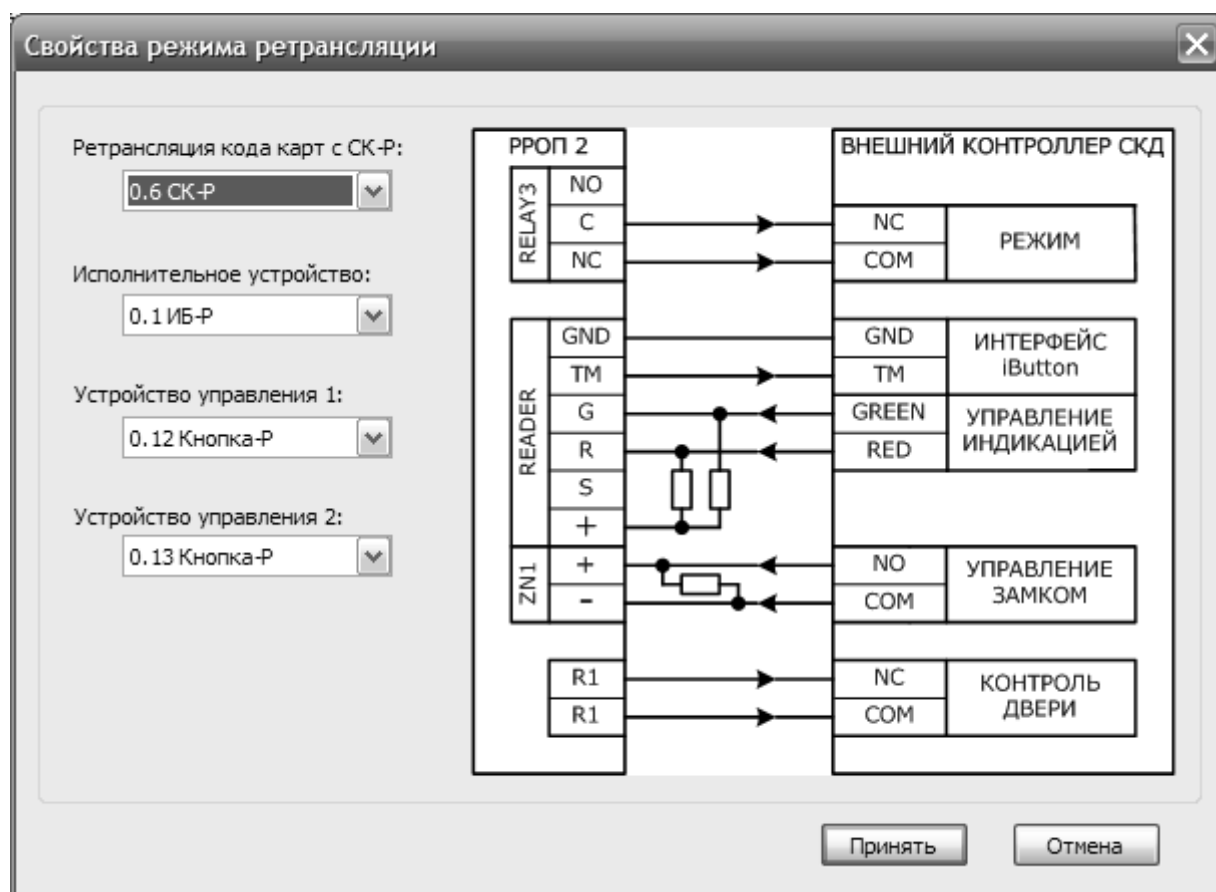 Свойства режима ретрансляции
Ретрансляция кода карт с СК-Р:
0.6 СК-Р
Исполнительное устройство:
0.1 ИБ-Р
Устройство управления 1:
0.12 Кнопка-Р
Устройство управления 2:
0.13 Кнопка-Р
РРОП 2
RELAY3
NO
C
NC
READER
GND
TM
G
R
S
+
ZN1
+
-
R1
R1
ВНЕШНИЙ КОНТРОЛЛЕР СКД
NC
COM
РЕЖИМ
GND
TM
ИНТЕРФЕЙС
iButton
GREEN
RED
УПРАВЛЕНИЕ
ИНДИКАЦИЕЙ
NO
COM
УПРАВЛЕНИЕ
ЗАМКОМ
NC
COM
КОНТРОЛЬ
ДВЕРИ
Принять
Отмена